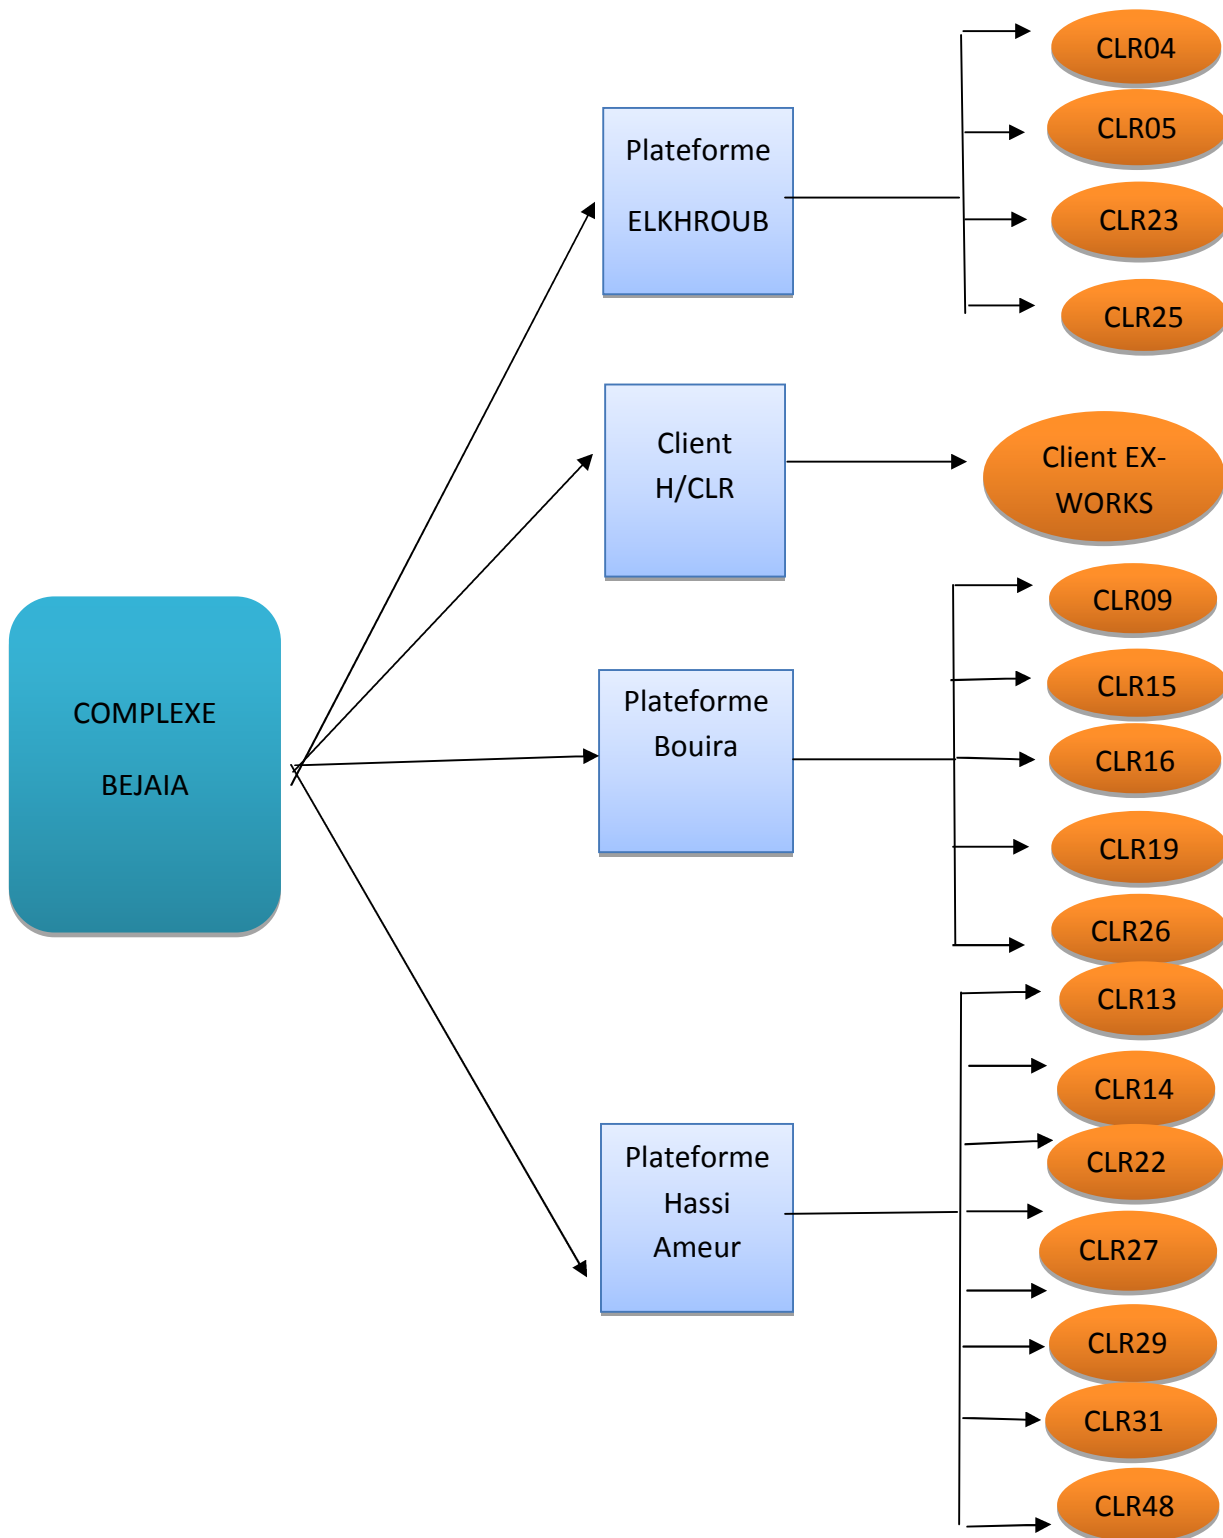 COMPLEXE
BEJAIA
Plateforme
ELKHROUB
CLR04
CLR05
CLR23
CLR25
Client
H/CLR
Client EX-
WORKS
Plateforme
Bouira
CLR09
CLR15
CLR16
CLR19
CLR26
Plateforme
Hassi
Ameur
CLR13
CLR14
CLR22
CLR27
CLR29
CLR31
CLR48